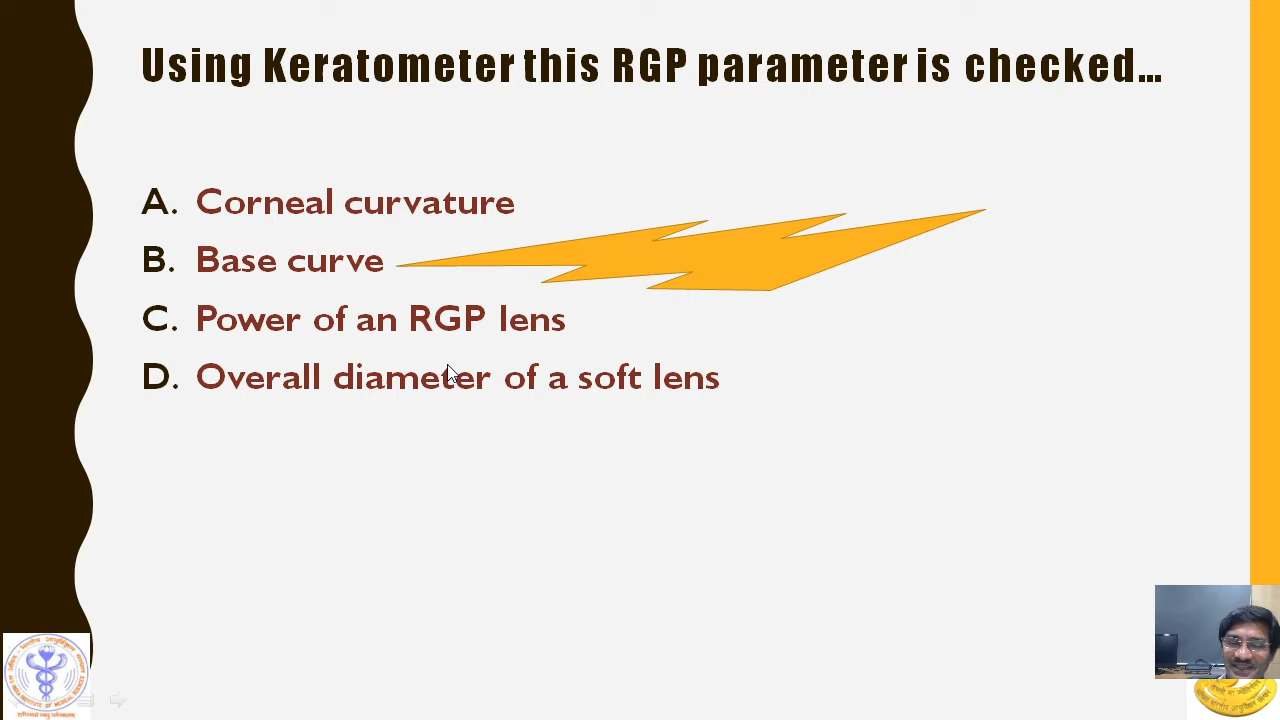 Using Keratometer this RGP parameter is checked...
A. Corneal curvature
B. Base curve
C. Power of an RGP lens
D. Overall diameter of a soft lens